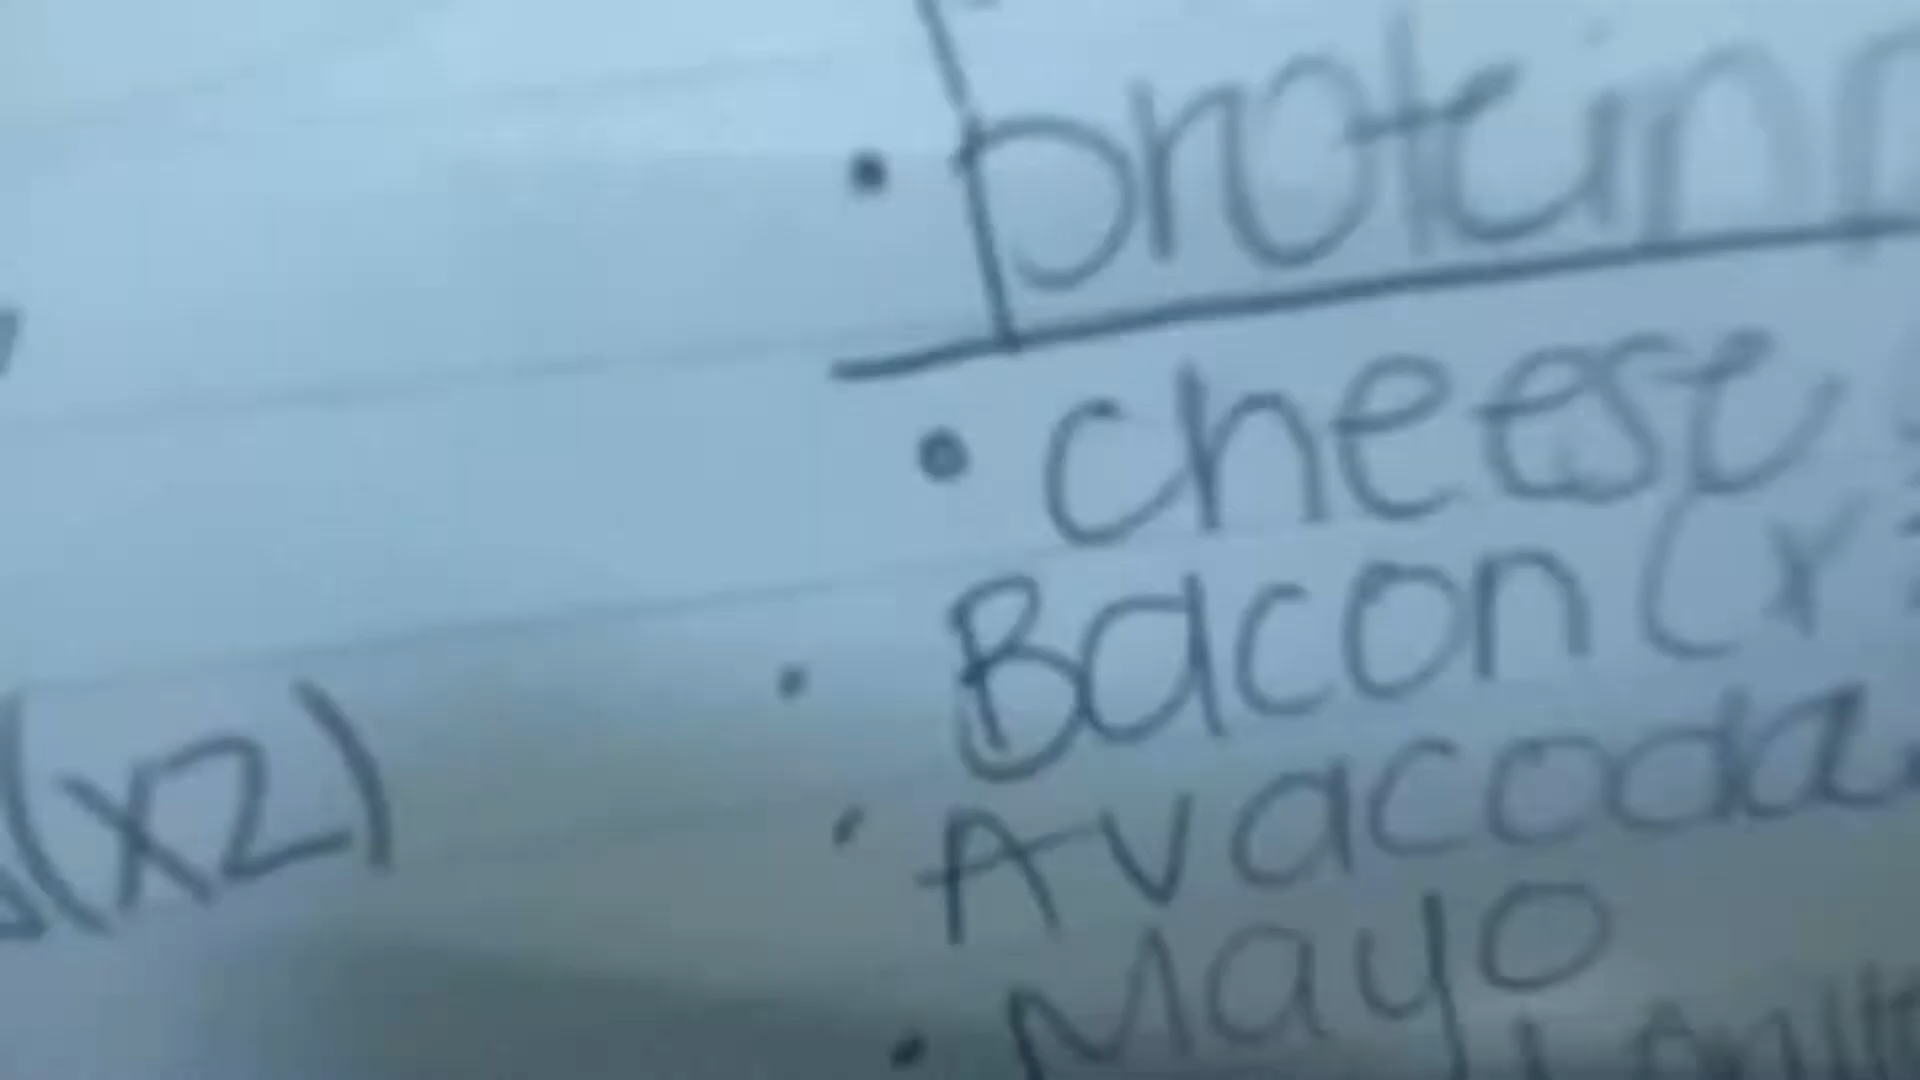 • protein
• cheese
• Bacon (x
(x2)
• Avacoda
• Mayo